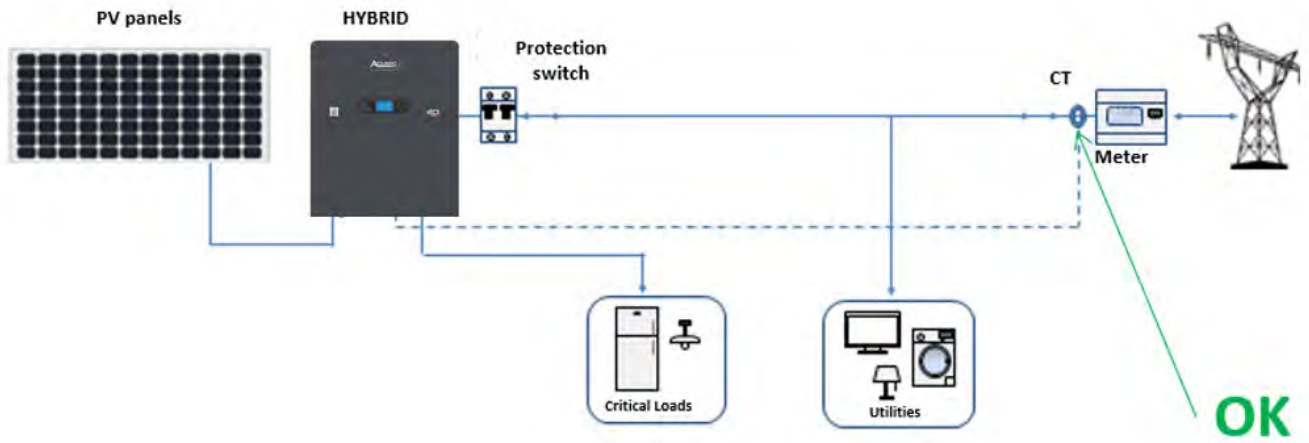 PV panels
HYBRID
Protection
switch
CT
Meter
Critical Loads
Utilities
OK